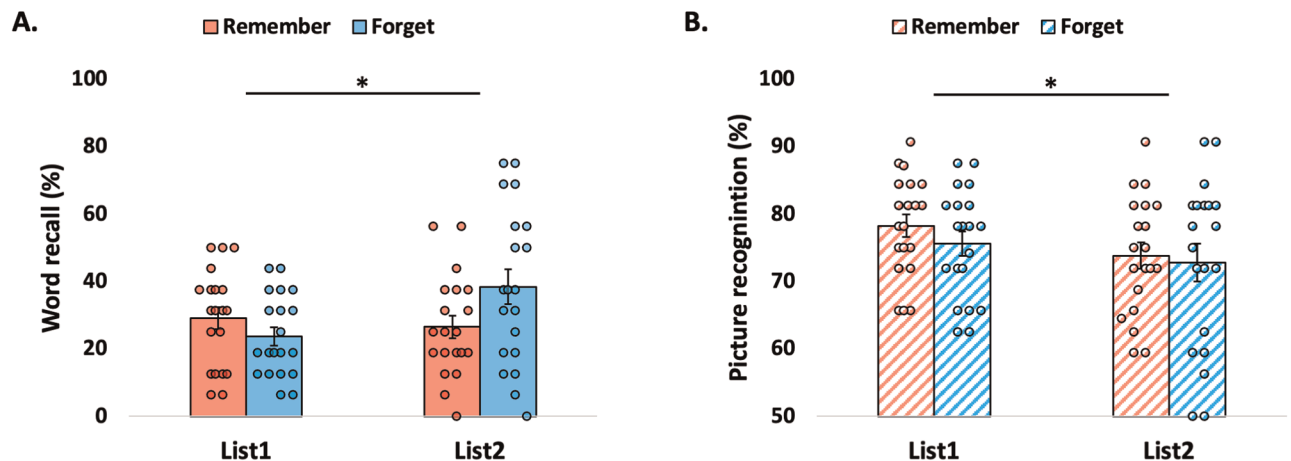 A.
Remember Forget
Word recall (%)
100
80
60
40
20
0
*
List1 List2
B.
Remember Forget
Picture recognintion (%)
100
90
80
70
60
50
*
List1 List2